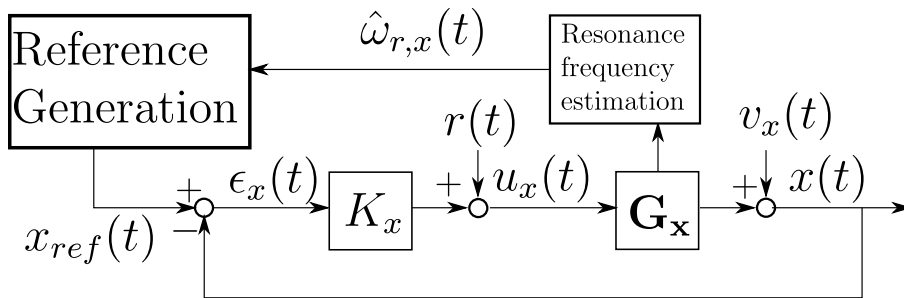 Reference
Generation
ω̂_{r,x}(t)
Resonance
frequency
estimation
r(t)
v_x(t)
+
ϵ_x(t)
K_x
+
u_x(t)
G_x
+
x(t)
x_{ref}(t)
−